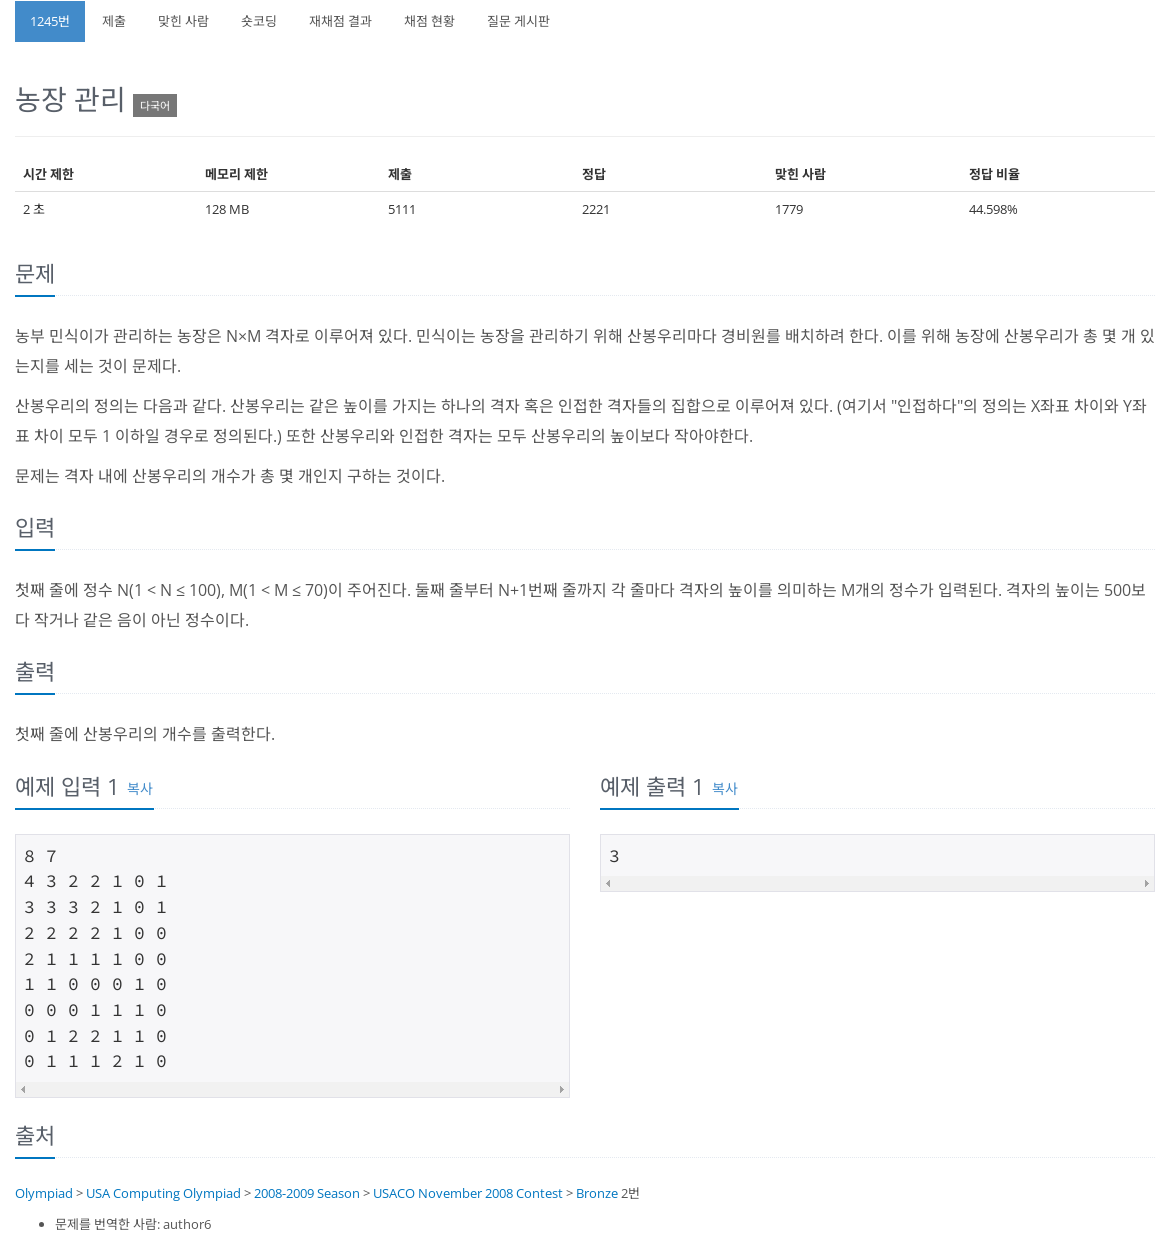 1245번 제출 맞힌 사람 숏코딩 재채점 결과 채점 현황 질문 게시판
농장 관리 다국어
시간 제한 메모리 제한 제출 정답 맞힌 사람 정답 비율
2 초 128 MB 5111 2221 1779 44.598%
문제
농부 민식이가 관리하는 농장은 N×M 격자로 이루어져 있다. 민식이는 농장을 관리하기 위해 산봉우리마다 경비원를 배치하려 한다. 이를 위해 농장에 산봉우리가 총 몇 개 있
는지를 세는 것이 문제다.
산봉우리의 정의는 다음과 같다. 산봉우리는 같은 높이를 가지는 하나의 격자 혹은 인접한 격자들의 집합으로 이루어져 있다. (여기서 "인접하다"의 정의는 X좌표 차이와 Y좌
표 차이 모두 1 이하일 경우로 정의된다.) 또한 산봉우리와 인접한 격자는 모두 산봉우리의 높이보다 작아야한다.
문제는 격자 내에 산봉우리의 개수가 총 몇 개인지 구하는 것이다.
입력
첫째 줄에 정수 N(1 < N ≤ 100), M(1 < M ≤ 70)이 주어진다. 둘째 줄부터 N+1번째 줄까지 각 줄마다 격자의 높이를 의미하는 M개의 정수가 입력된다. 격자의 높이는 500보
다 작거나 같은 음이 아닌 정수이다.
출력
첫째 줄에 산봉우리의 개수를 출력한다.
예제 입력 1 복사
8 7
4 3 2 2 1 0 1
3 3 3 2 1 0 1
2 2 2 2 1 0 0
2 1 1 1 1 0 0
1 1 0 0 0 1 0
0 0 0 1 1 1 0
0 1 2 2 1 1 0
0 1 1 1 2 1 0
예제 출력 1 복사
3
출처
Olympiad > USA Computing Olympiad > 2008-2009 Season > USACO November 2008 Contest > Bronze 2번
• 문제를 번역한 사람: author6